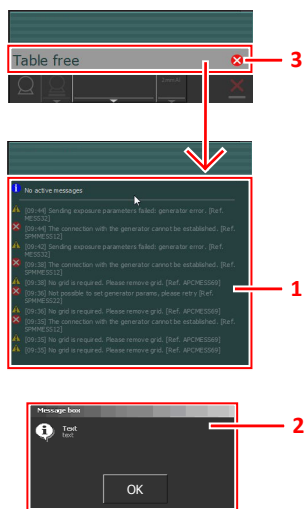 Table free
3
2mmAl
No active messages
[09:44] Sending exposure parameters failed: generator error. [Ref.
MESS32]
[09:44] The connection with the generator cannot be established. [Ref.
SPMMESS12]
[09:42] Sending exposure parameters failed: generator error. [Ref.
MESS32]
[09:38] The connection with the generator cannot be established. [Ref.
SPMMESS12]
[09:38] No grid is required. Please remove grid. [Ref. APCMESS69]
[09:36] Not possible to set generator params, please retry [Ref.
SPMMESS22]
[09:36] No grid is required. Please remove grid. [Ref. APCMESS69]
[09:35] The connection with the generator cannot be established. [Ref.
SPMMESS12]
[09:35] No grid is required. Please remove grid. [Ref. APCMESS69]
[09:35] No grid is required. Please remove grid. [Ref. APCMESS69]
1
Message box
2
Text
text
OK